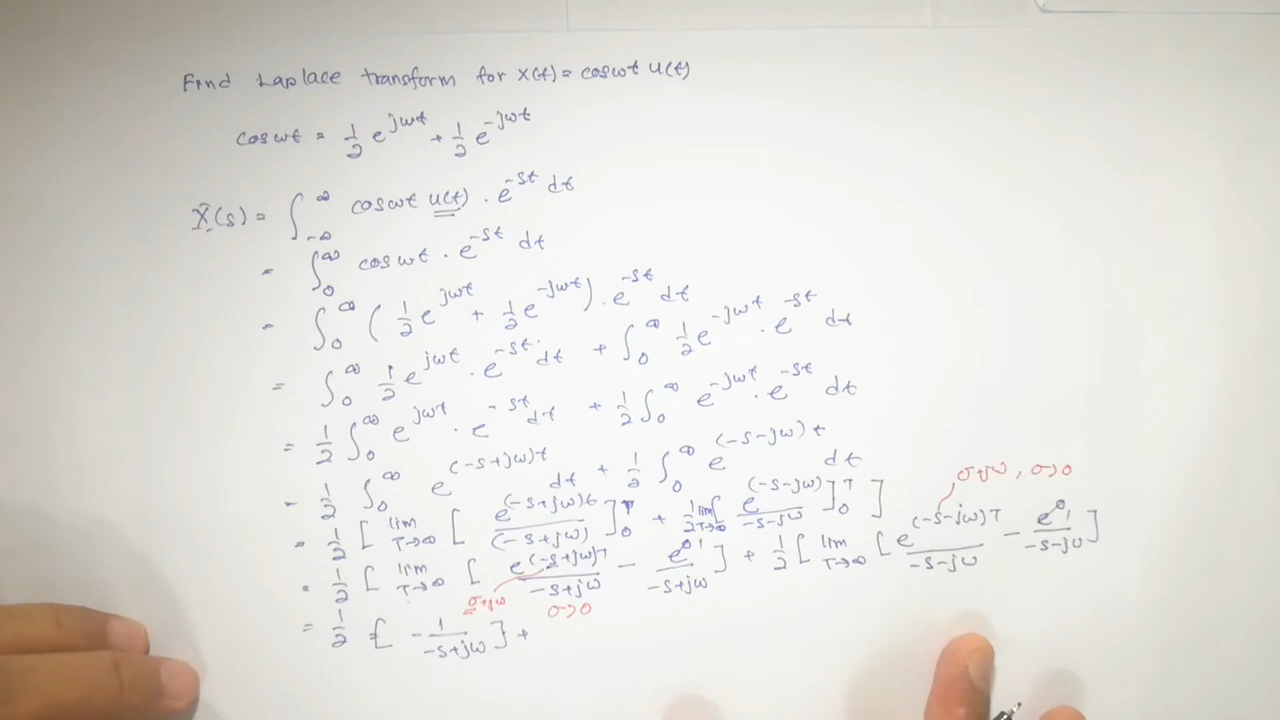 Find Laplace transform for x(t) = cosωt u(t)
cosωt = 1/2 e^{jωt} + 1/2 e^{-jωt}
X(s) = ∫_{-∞}^{∞} cosωt u(t) . e^{-st} dt
= ∫_0^∞ cosωt . e^{-st} dt
= ∫_0^∞ ( 1/2 e^{jωt} + 1/2 e^{-jωt} ) . e^{-st} dt
= ∫_0^∞ 1/2 e^{jωt} . e^{-st} dt + ∫_0^∞ 1/2 e^{-jωt} . e^{-st} dt
= 1/2 ∫_0^∞ e^{jωt} . e^{-st} dt + 1/2 ∫_0^∞ e^{-jωt} . e^{-st} dt
= 1/2 ∫_0^∞ e^{(-s+jω)t} dt + 1/2 ∫_0^∞ e^{(-s-jω)t} dt
= 1/2 [ lim_{T→∞} [ e^{(-s+jω)t}/(-s+jω) ]_0^T + 1/2 lim_{T→∞} [ e^{(-s-jω)}/-s-jω ]_0^T ]
σ+jω, σ>0
= 1/2 [ lim_{T→∞} [ e^{(-s+jω)T}/-s+jω - e^0 1/-s+jω ] + 1/2 [ lim_{T→∞} [ e^{(-s-jω)T}/-s-jω - e^0 1/-s-jω ]
σ+jω σ>0
= 1/2 [ - 1/-s+jω ] +